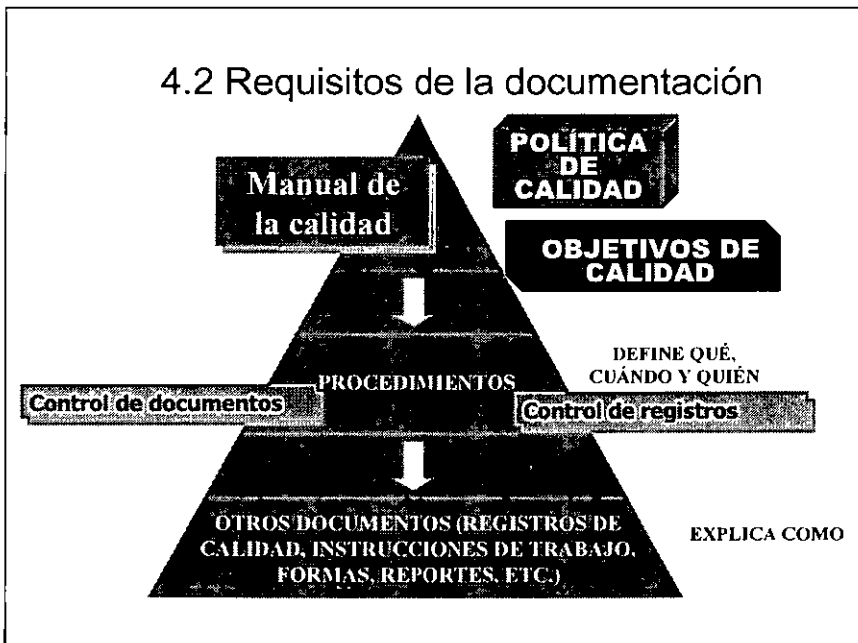 4.2 Requisitos de la documentación
POLÍTICA
DE
CALIDAD
Manual de
la calidad
OBJETIVOS DE
CALIDAD
DEFINE QUÉ,
CUÁNDO Y QUIÉN
PROCEDIMIENTOS
Control de documentos
Control de registros
OTROS DOCUMENTOS (REGISTROS DE
CALIDAD, INSTRUCCIONES DE TRABAJO,
FORMAS, REPORTES, ETC.)
EXPLICA COMO